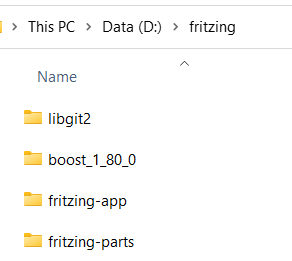 This PC > Data (D:) > fritzing
Name
libgit2
boost_1_80_0
fritzing-app
fritzing-parts